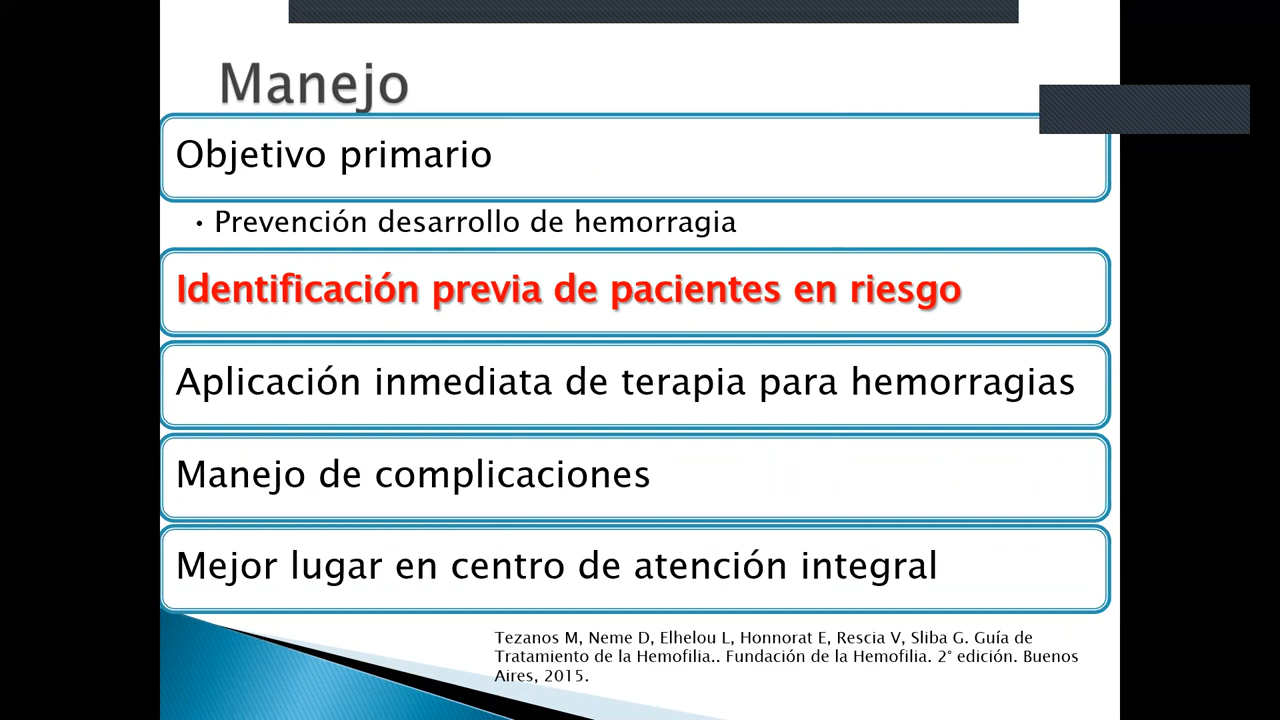 Manejo
Objetivo primario
• Prevención desarrollo de hemorragia
Identificación previa de pacientes en riesgo
Aplicación inmediata de terapia para hemorragias
Manejo de complicaciones
Mejor lugar en centro de atención integral
Tezanos M, Neme D, Elhelou L, Honnorat E, Rescia V, Sliba G. Guía de
Tratamiento de la Hemofilia.. Fundación de la Hemofilia. 2° edición. Buenos
Aires, 2015.